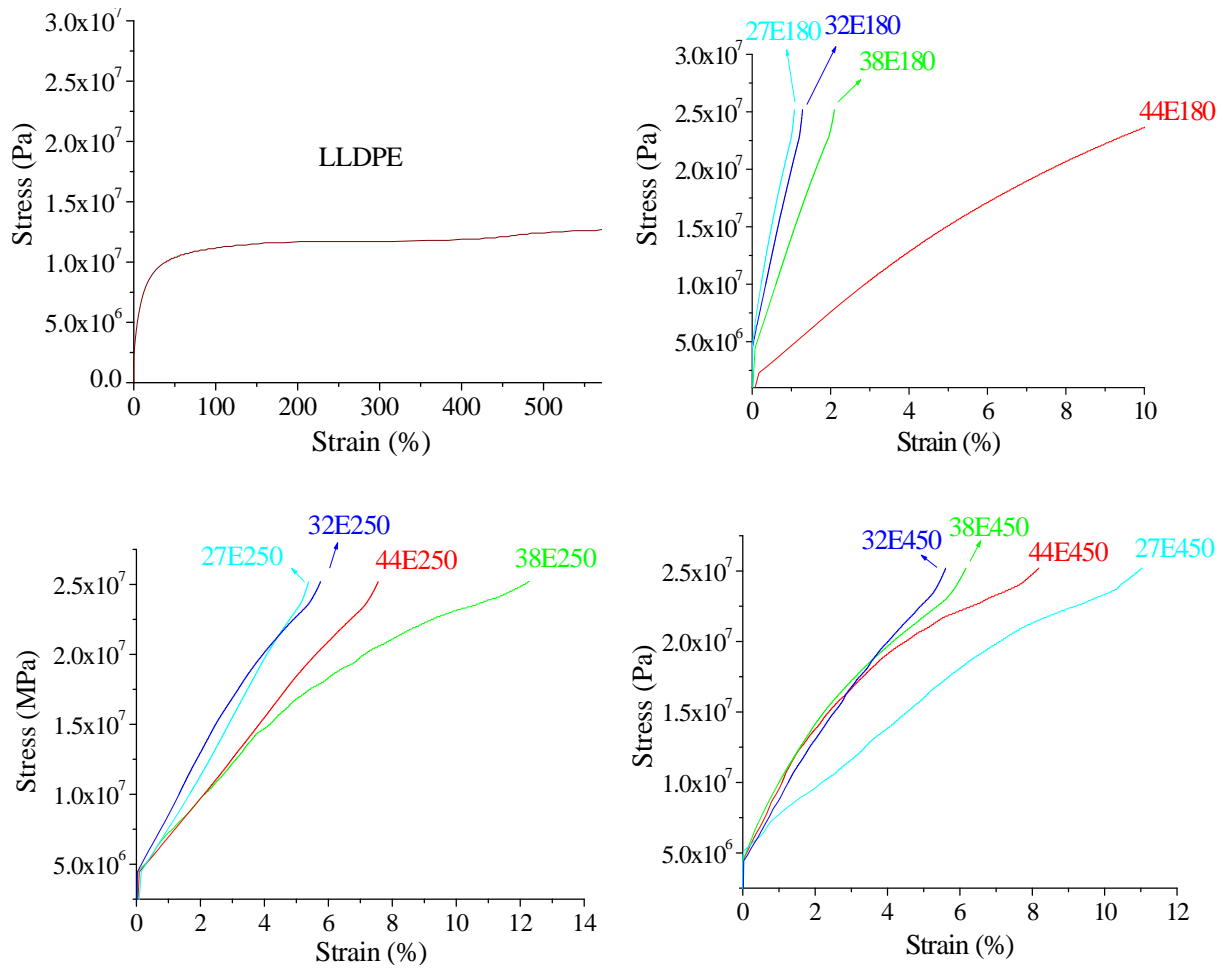 3.0x10⁷
2.5x10⁷
2.0x10⁷
1.5x10⁷
1.0x10⁷
5.0x10⁶
0.0
Stress (Pa)
LLDPE
0 100 200 300 400 500
Strain (%)
27E180
32E180
38E180
44E180
3.0x10⁷
2.5x10⁷
2.0x10⁷
1.5x10⁷
1.0x10⁷
5.0x10⁶
Stress (Pa)
0 2 4 6 8 10
Strain (%)
32E250
27E250
44E250
38E250
2.5x10⁷
2.0x10⁷
1.5x10⁷
1.0x10⁷
5.0x10⁶
Stress (MPa)
0 2 4 6 8 10 12 14
Strain (%)
32E450
38E450
44E450
27E450
2.5x10⁷
2.0x10⁷
1.5x10⁷
1.0x10⁷
5.0x10⁶
Stress (Pa)
0 2 4 6 8 10 12
Strain (%)